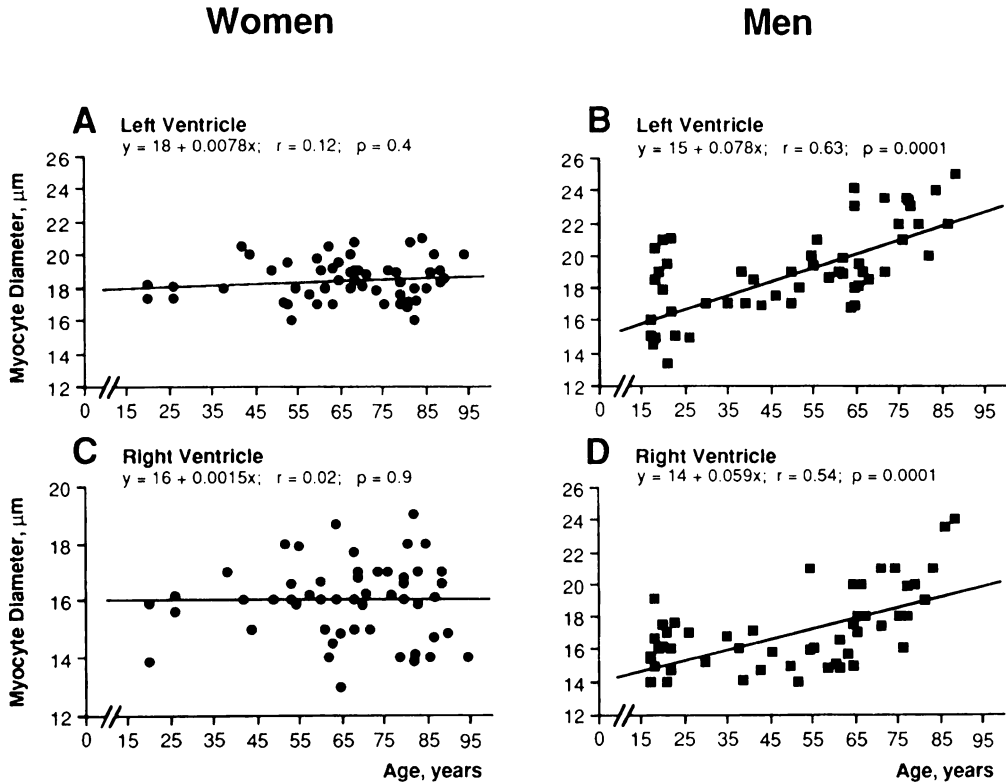 Women
Men
A Left Ventricle
y = 18 + 0.0078x; r = 0.12; p = 0.4
Myocyte Diameter, µm
26
24
22
20
18
16
14
12
0 15 25 35 45 55 65 75 85 95
B Left Ventricle
y = 15 + 0.078x; r = 0.63; p = 0.0001
26
24
22
20
18
16
14
12
0 15 25 35 45 55 65 75 85 95
C Right Ventricle
y = 16 + 0.0015x; r = 0.02; p = 0.9
Myocyte Diameter, µm
20
18
16
14
12
0 15 25 35 45 55 65 75 85 95
Age, years
D Right Ventricle
y = 14 + 0.059x; r = 0.54; p = 0.0001
26
24
22
20
18
16
14
12
0 15 25 35 45 55 65 75 85 95
Age, years